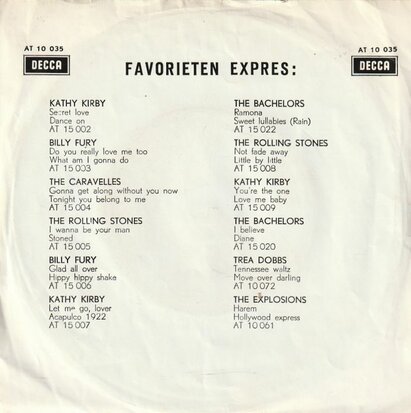 AT 10 035
AT 10 035
DECCA
DECCA
FAVORIETEN EXPRES:
KATHY KIRBY
Secret love
Dance on
AT 15 002
BILLY FURY
Do you really love me too
What am I gonna do
AT 15 003
THE CARAVELLES
Gonna get along without you now
Tonight you belong to me
AT 15 004
THE ROLLING STONES
I wanna be your man
Stoned
AT 15 005
BILLY FURY
Glad all over
Hippy hippy shake
AT 15 006
KATHY KIRBY
Let me go, lover
Acapulco 1922
AT 15 007
THE BACHELORS
Ramona
Sweet lullabies (Rain)
AT 15 022
THE ROLLING STONES
Not fade away
Little by little
AT 15 008
KATHY KIRBY
You're the one
Love me baby
AT 15 009
THE BACHELORS
I believe
Diane
AT 15 020
TREA DOBBS
Tennessee waltz
Move over darling
AT 10 072
THE EXPLOSIONS
Harem
Hollywood express
AT 10 061